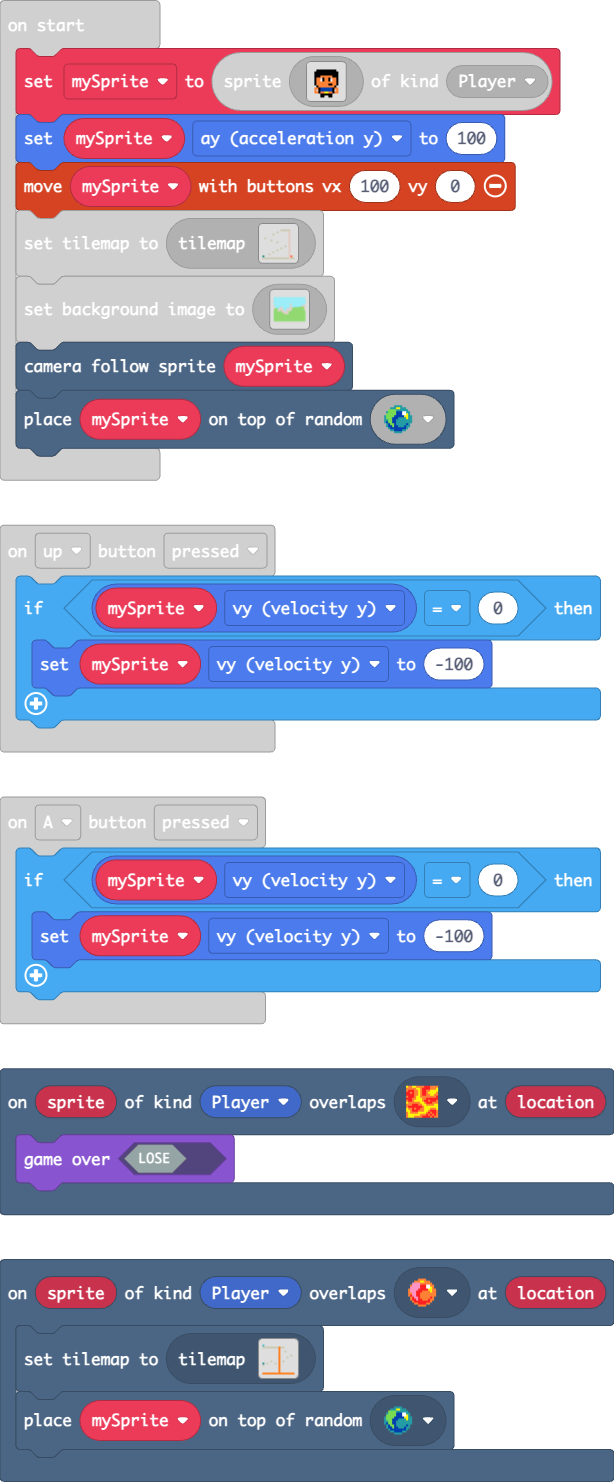 on start
set mySprite to sprite of kind Player
set mySprite ay (acceleration y) to 100
move mySprite with buttons vx 100 vy 0
set tilemap to tilemap
set background image to
camera follow sprite mySprite
place mySprite on top of random
on up button pressed
if mySprite vy (velocity y) = 0 then
set mySprite vy (velocity y) to -100
on A button pressed
if mySprite vy (velocity y) = 0 then
set mySprite vy (velocity y) to -100
on sprite of kind Player overlaps at location
game over LOSE
on sprite of kind Player overlaps at location
set tilemap to tilemap
place mySprite on top of random